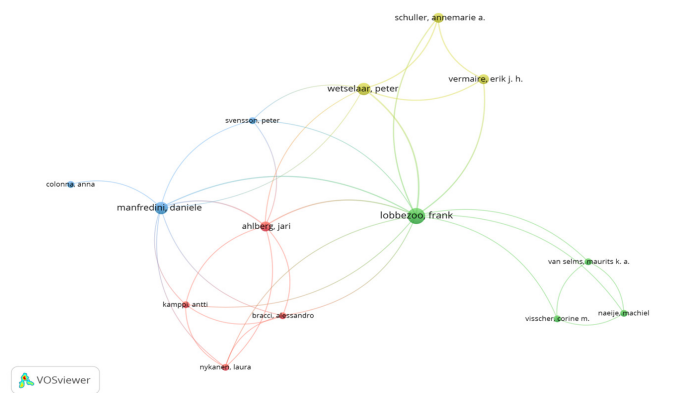 schuller, annemarie a.
vermaire, erik j. h.
wetselaar, peter
svensson, peter
colonna, anna
manfredini, daniele
lobbezoo, frank
ahlberg, jari
van selms, maurits k. a.
kamppi, antti
bracci, alessandro
visscher, corine m.
naeije, machiel
nykanen, laura
VOSviewer